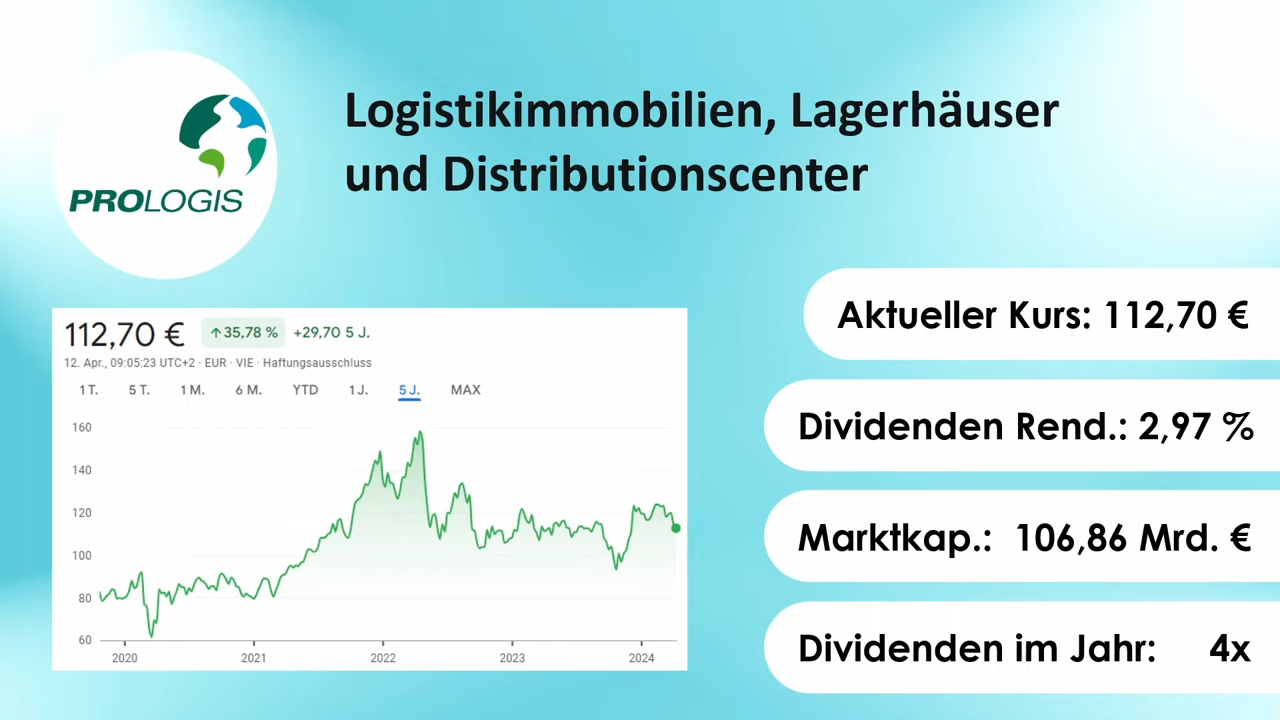 PROLOGIS
Logistikimmobilien, Lagerhäuser
und Distributionscenter
112,70 € ↑ 35,78 % +29,70 5 J.
12. Apr., 09:05:23 UTC+2 · EUR · VIE · Haftungsausschluss
1 T. 5 T. 1 M. 6 M. YTD 1 J. 5 J. MAX
160
140
120
100
80
60
2020 2021 2022 2023 2024
Aktueller Kurs: 112,70 €
Dividenden Rend.: 2,97 %
Marktkap.: 106,86 Mrd. €
Dividenden im Jahr: 4x